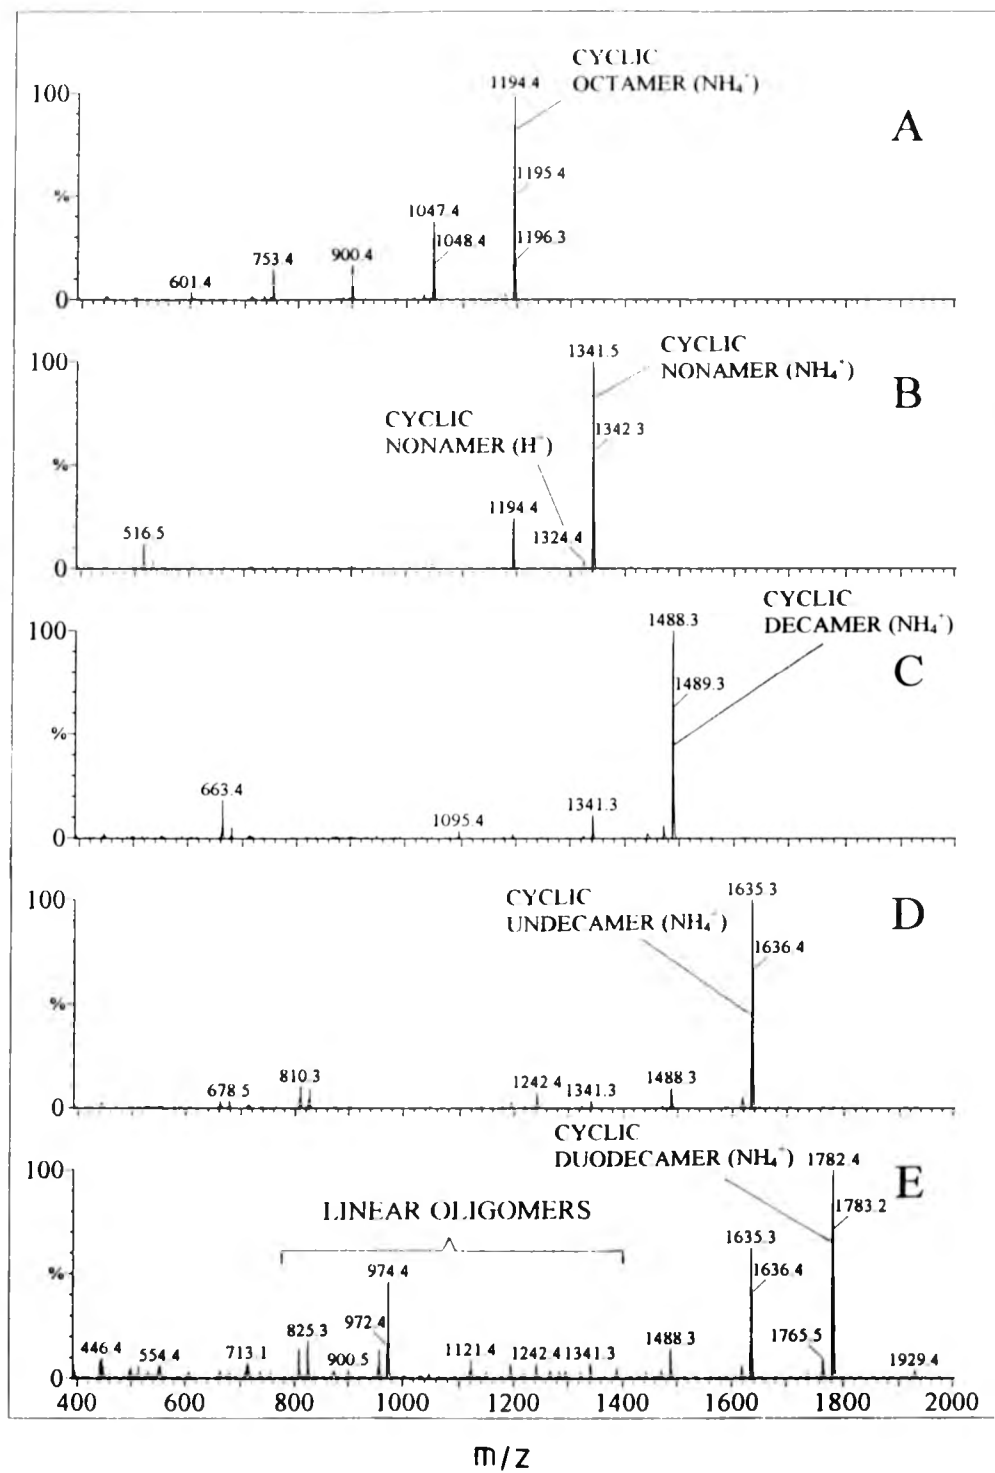 CYCLIC
OCTAMER (NH₄⁺)
1194.4
100
A
1195.4
%
1047.4
1048.4
1196.3
900.4
753.4
601.4
0
1341.5
CYCLIC
NONAMER (NH₄⁺)
100
B
CYCLIC
NONAMER (H⁺)
1342 3
%
1194 4
1324.4
516.5
0
CYCLIC
DECAMER (NH₄⁺)
1488.3
100
C
1489.3
%
663.4
1341.3
1095.4
0
1635.3
100
CYCLIC
UNDECAMER (NH₄⁺)
D
1636.4
%
810.3
678 5
1242 4
1341.3
1488.3
0
CYCLIC
DUODECAMER (NH₄⁺)
1782.4
100
E
1783.2
LINEAR OLIGOMERS
1635.3
%
974 4
1636.4
972.4
825.3
446.4
554.4
713.1
900.5
1121.4
1242.4
1341.3
1488.3
1765.5
1929.4
0
400 600 800 1000 1200 1400 1600 1800 2000
m/z